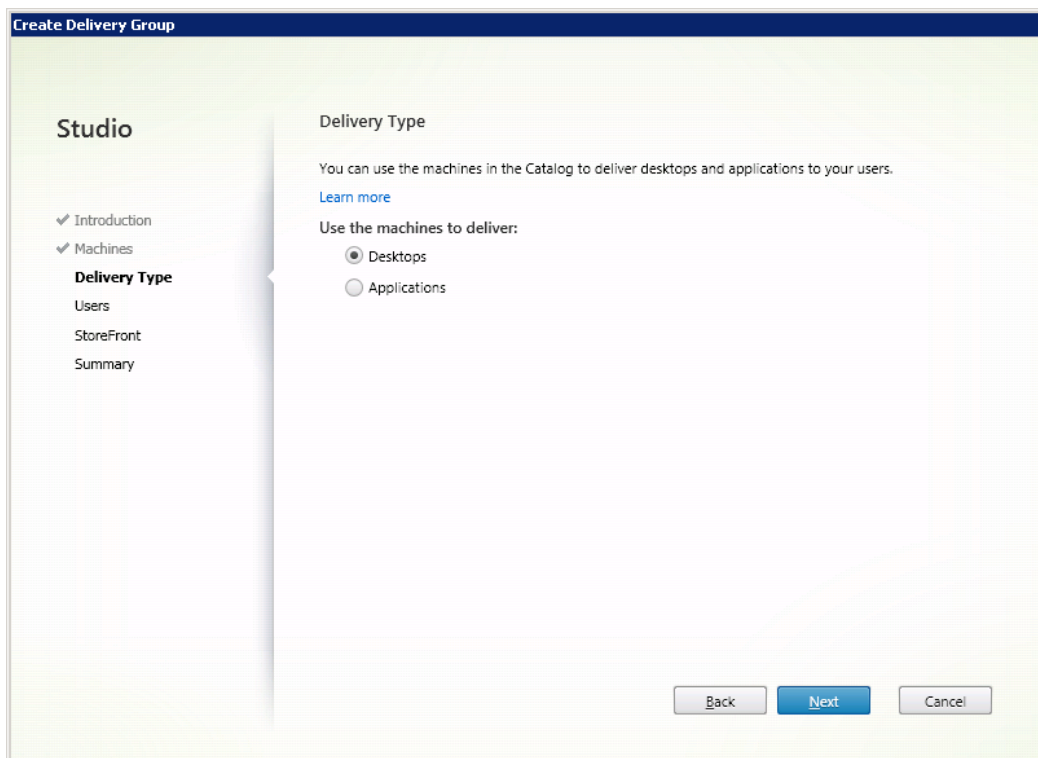 Create Delivery Group
Studio
Introduction
Machines
Delivery Type
Users
StoreFront
Summary
Delivery Type
You can use the machines in the Catalog to deliver desktops and applications to your users.
Learn more
Use the machines to deliver:
Desktops
Applications
Back
Next
Cancel